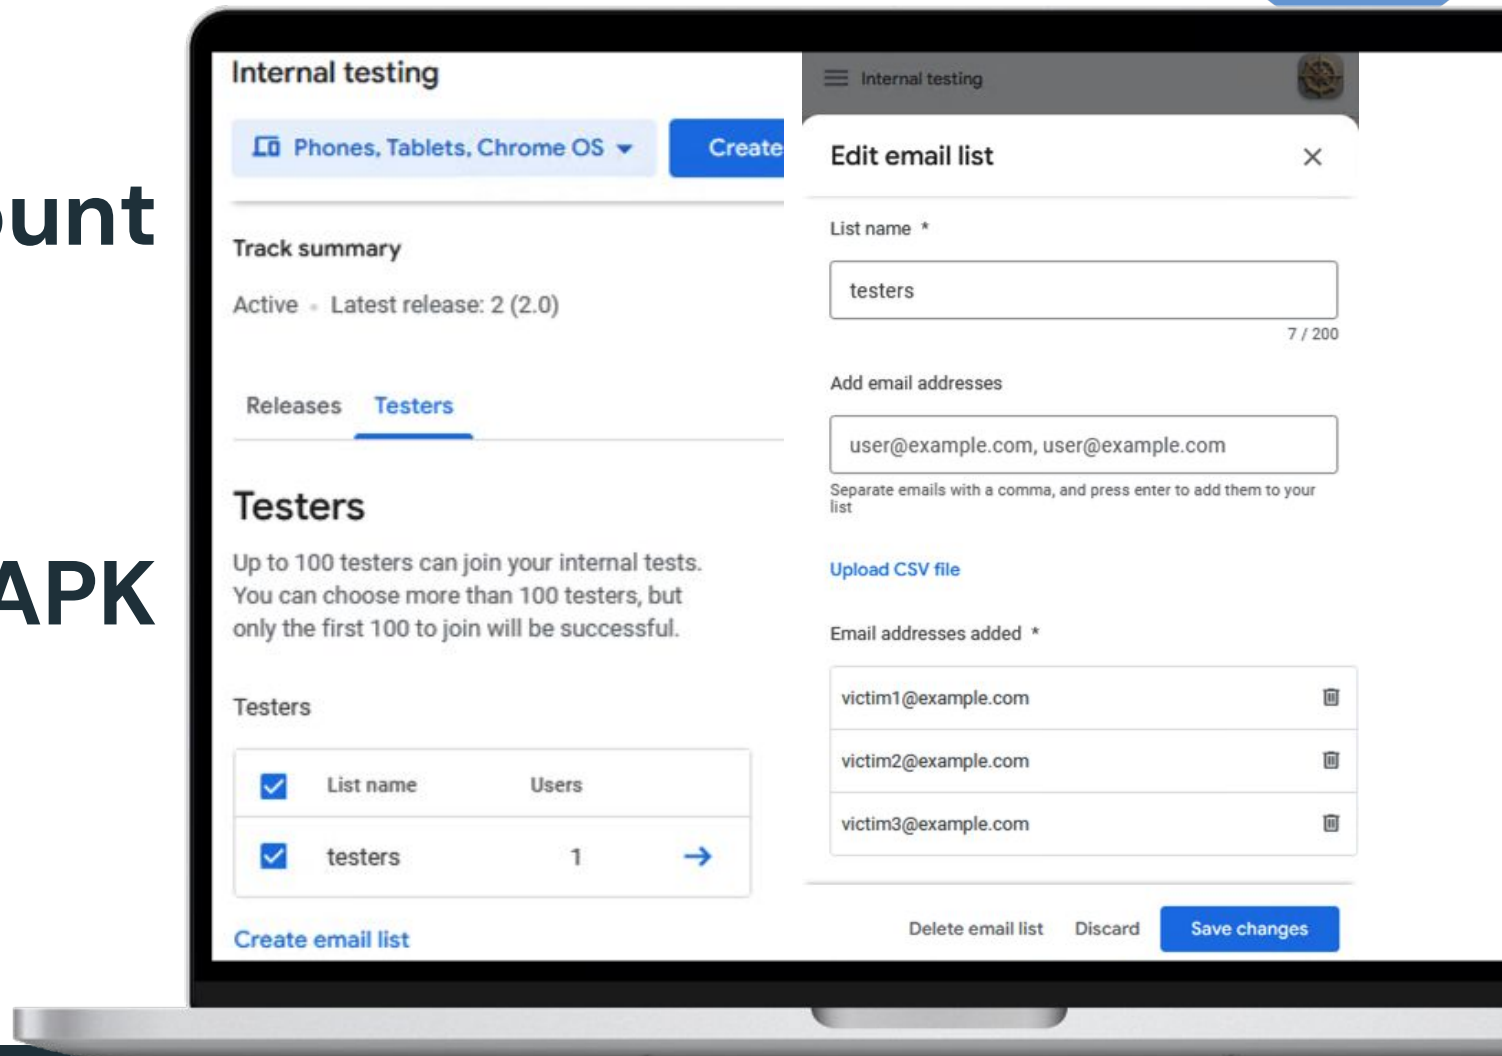 ount
APK
Internal testing
Phones, Tablets, Chrome OS
Create
Track summary
Active • Latest release: 2 (2.0)
Releases Testers
Testers
Up to 100 testers can join your internal tests.
You can choose more than 100 testers, but
only the first 100 to join will be successful.
Testers
List name Users
testers 1
Create email list
Internal testing
Edit email list
List name *
testers
7 / 200
Add email addresses
user@example.com, user@example.com
Separate emails with a comma, and press enter to add them to your
list
Upload CSV file
Email addresses added *
victim1@example.com
victim2@example.com
victim3@example.com
Delete email list Discard Save changes